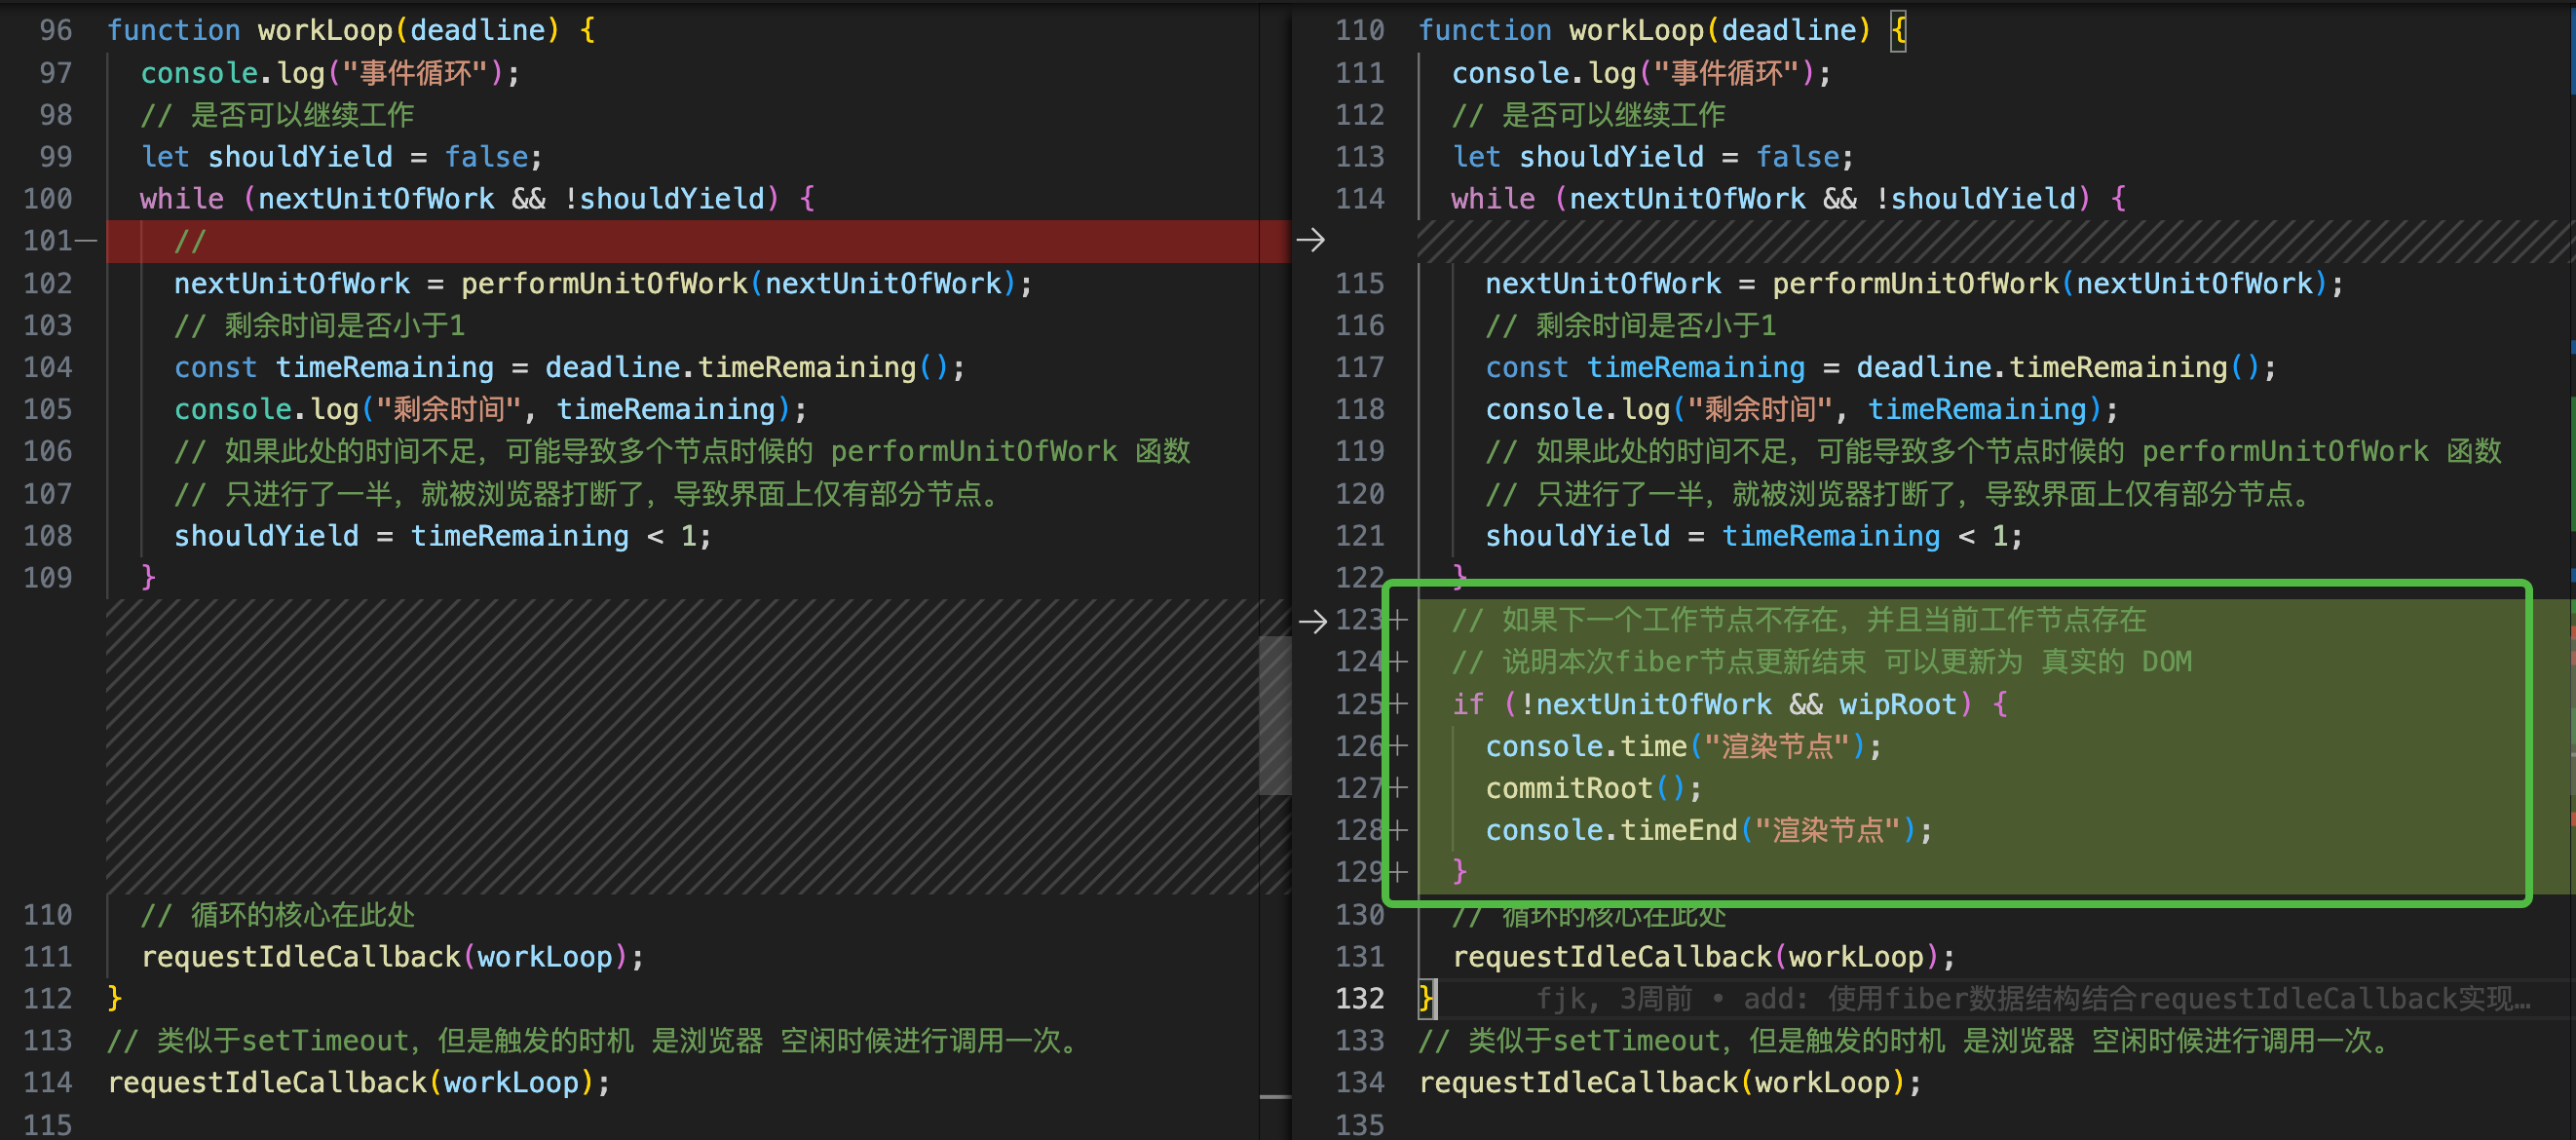 96 function workLoop(deadline) {
97 console.log("事件循环");
98 // 是否可以继续工作
99 let shouldYield = false;
100 while (nextUnitOfWork && !shouldYield) {
101 //
102 nextUnitOfWork = performUnitOfWork(nextUnitOfWork);
103 // 剩余时间是否小于1
104 const timeRemaining = deadline.timeRemaining();
105 console.log("剩余时间", timeRemaining);
106 // 如果此处的时间不足，可能导致多个节点时候的 performUnitOfWork 函数
107 // 只进行了一半，就被浏览器打断了，导致界面上仅有部分节点。
108 shouldYield = timeRemaining < 1;
109 }
110 // 循环的核心在此处
111 requestIdleCallback(workLoop);
112 }
113 // 类似于setTimeout，但是触发的时机 是浏览器 空闲时候进行调用一次。
114 requestIdleCallback(workLoop);
115
110 function workLoop(deadline) {
111 console.log("事件循环");
112 // 是否可以继续工作
113 let shouldYield = false;
114 while (nextUnitOfWork && !shouldYield) {
115 nextUnitOfWork = performUnitOfWork(nextUnitOfWork);
116 // 剩余时间是否小于1
117 const timeRemaining = deadline.timeRemaining();
118 console.log("剩余时间", timeRemaining);
119 // 如果此处的时间不足，可能导致多个节点时候的 performUnitOfWork 函数
120 // 只进行了一半，就被浏览器打断了，导致界面上仅有部分节点。
121 shouldYield = timeRemaining < 1;
122 }
123+ // 如果下一个工作节点不存在，并且当前工作节点存在
124+ // 说明本次fiber节点更新结束 可以更新为 真实的 DOM
125+ if (!nextUnitOfWork && wipRoot) {
126+ console.time("渲染节点");
127+ commitRoot();
128+ console.timeEnd("渲染节点");
129+ }
130 // 循环的核心在此处
131 requestIdleCallback(workLoop);
132 } fjk, 3周前 • add: 使用fiber数据结构结合requestIdleCallback实现…
133 // 类似于setTimeout，但是触发的时机 是浏览器 空闲时候进行调用一次。
134 requestIdleCallback(workLoop);
135